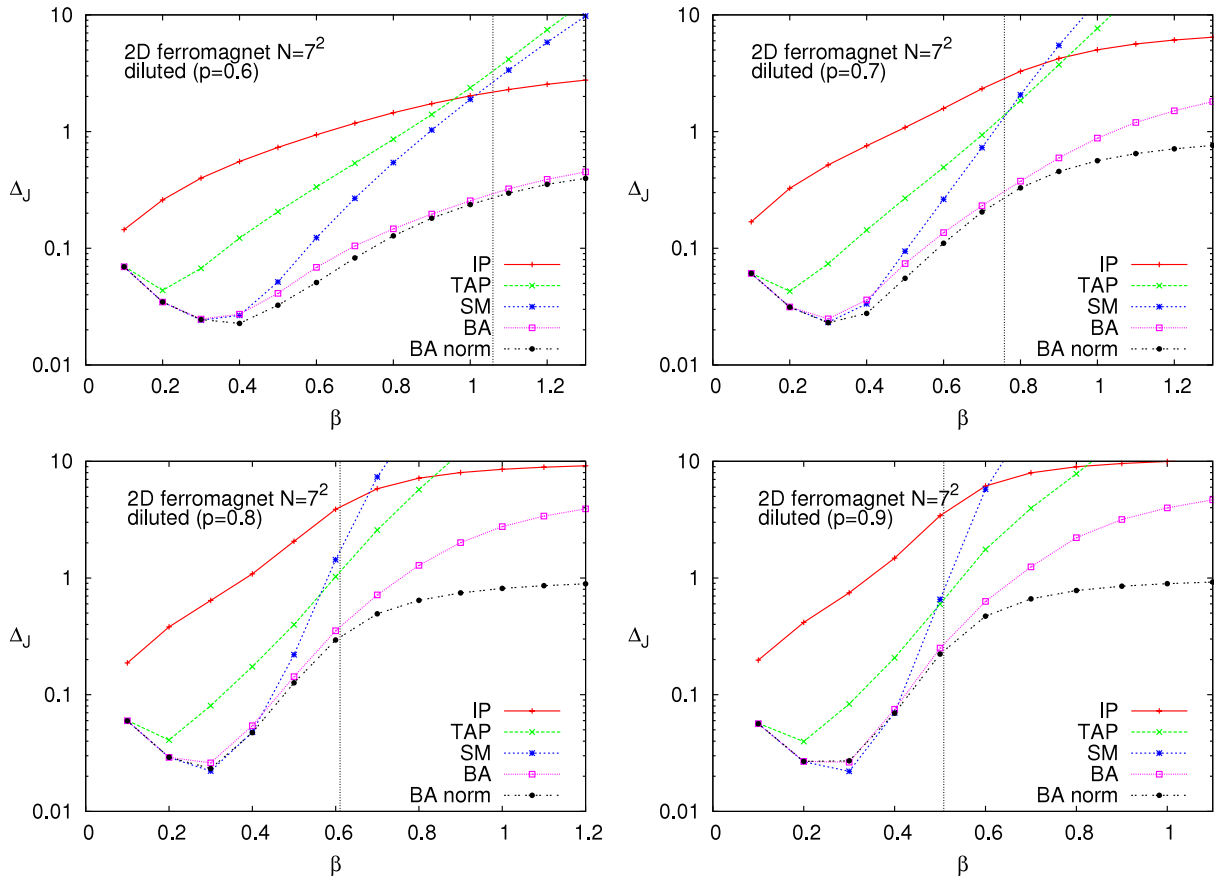 10
1
0.1
0.01
Δ_J
2D ferromagnet N=7²
diluted (p=0.6)
IP
TAP
SM
BA
BA norm
0 0.2 0.4 0.6 0.8 1 1.2
β
10
1
0.1
0.01
Δ_J
2D ferromagnet N=7²
diluted (p=0.7)
IP
TAP
SM
BA
BA norm
0 0.2 0.4 0.6 0.8 1 1.2
β
10
1
0.1
0.01
Δ_J
2D ferromagnet N=7²
diluted (p=0.8)
IP
TAP
SM
BA
BA norm
0 0.2 0.4 0.6 0.8 1 1.2
β
10
1
0.1
0.01
Δ_J
2D ferromagnet N=7²
diluted (p=0.9)
IP
TAP
SM
BA
BA norm
0 0.2 0.4 0.6 0.8 1
β